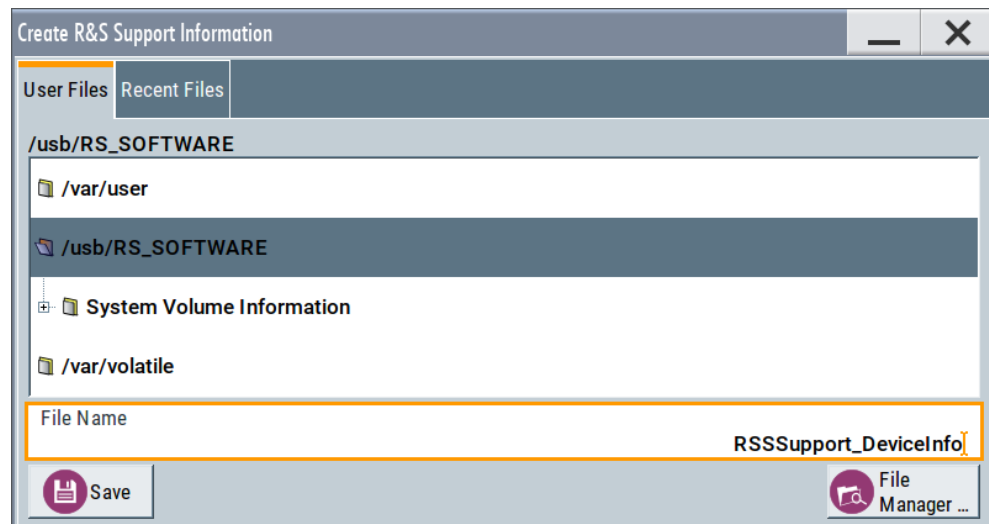 Create R&S Support Information
User Files Recent Files
/usb/RS_SOFTWARE
/var/user
/usb/RS_SOFTWARE
System Volume Information
/var/volatile
File Name
RSSSupport_DeviceInfo
Save
File
Manager ...